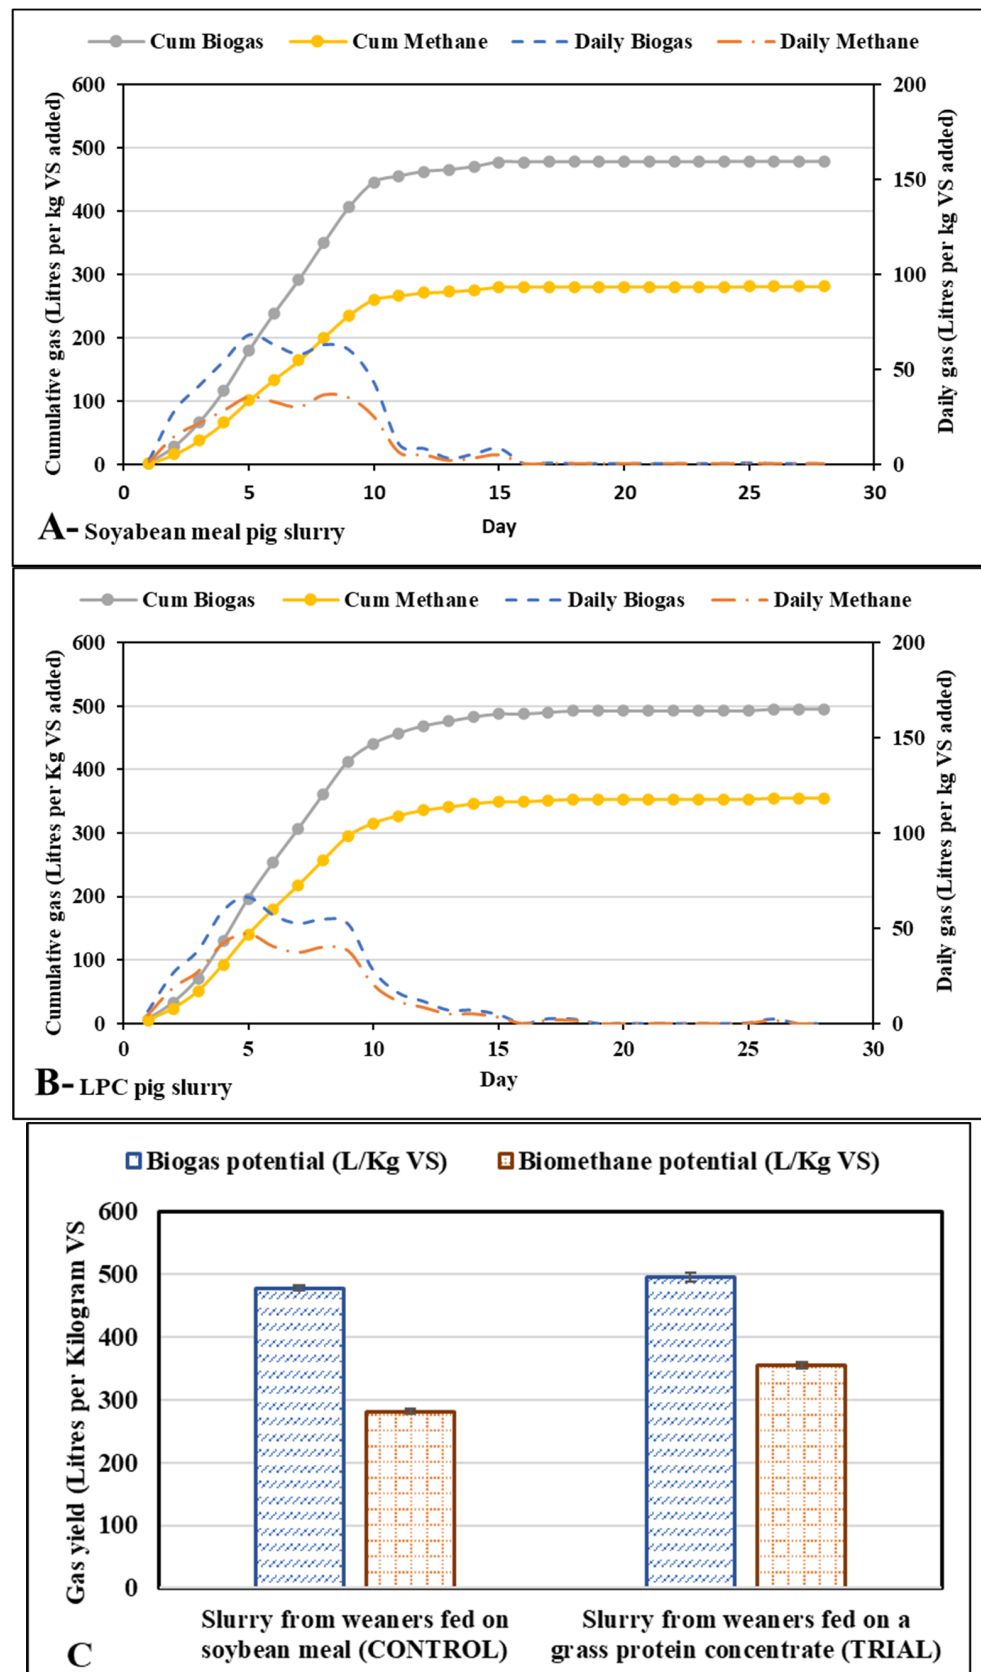 Cum Biogas Cum Methane Daily Biogas Daily Methane
Cumulative gas (Litres per kg VS added)
600
500
400
300
200
100
0
200
150
100
50
0
Daily gas (Litres per kg VS added)
0 5 10 15 20 25 30
Day
A- Soyabean meal pig slurry
Cum Biogas Cum Methane Daily Biogas Daily Methane
Cumulative gas (Litres per Kg VS added)
600
500
400
300
200
100
0
200
150
100
50
0
Daily gas (Litres per kg VS added)
0 5 10 15 20 25 30
Day
B- LPC pig slurry
Biogas potential (L/Kg VS) Biomethane potential (L/Kg VS)
Gas yield (Litres per Kilogram VS
600
500
400
300
200
100
0
Slurry from weaners fed on
soybean meal (CONTROL)
Slurry from weaners fed on a
grass protein concentrate (TRIAL)
C